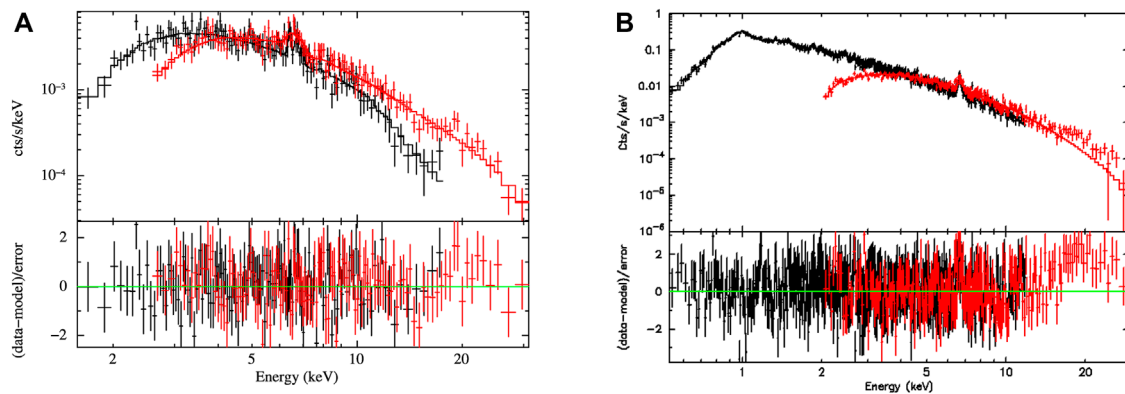 A
cts/s/keV
10⁻³
10⁻⁴
(data−model)/error
2
0
−2
2
5
10
20
Energy (keV)
B
Cts/s/keV
0.1
0.01
10⁻³
10⁻⁴
10⁻⁵
10⁻⁶
(data−model)/error
2
0
−2
1
2
5
10
20
Energy (keV)